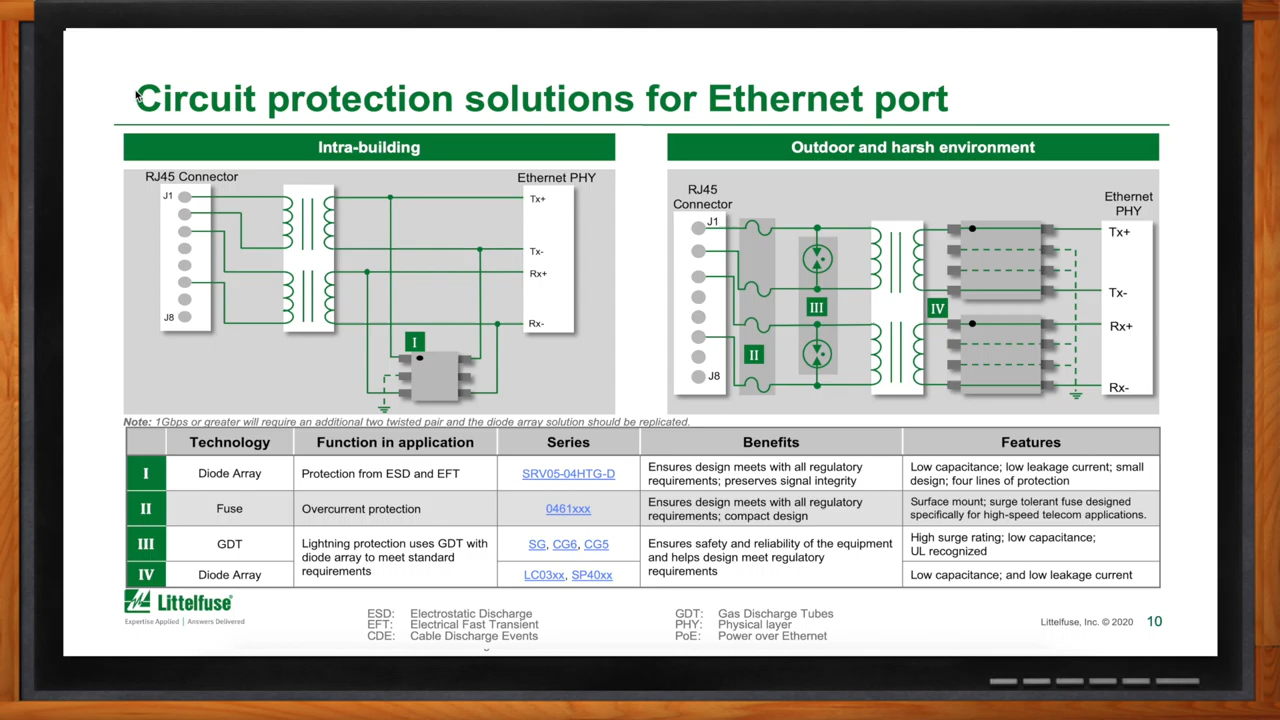 Circuit protection solutions for Ethernet port
Intra-building
RJ45 Connector
Ethernet PHY
J1
Tx+
Tx-
Rx+
J8
Rx-
I
Outdoor and harsh environment
RJ45
Connector
Ethernet
PHY
J1
Tx+
Tx-
III
IV
Rx+
II
J8
Rx-
Note: 1Gbps or greater will require an additional two twisted pair and the diode array solution should be replicated.
Technology
Function in application
Series
Benefits
Features
I
Diode Array
Protection from ESD and EFT
SRV05-04HTG-D
Ensures design meets with all regulatory
requirements; preserves signal integrity
Low capacitance; low leakage current; small
design; four lines of protection
II
Fuse
Overcurrent protection
0461xxx
Ensures design meets with all regulatory
requirements; compact design
Surface mount; surge tolerant fuse designed
specifically for high-speed telecom applications.
III
GDT
Lightning protection uses GDT with
diode array to meet standard
requirements
SG, CG6, CG5
Ensures safety and reliability of the equipment
and helps design meet regulatory
requirements
High surge rating; low capacitance;
UL recognized
IV
Diode Array
LC03xx, SP40xx
Low capacitance; and low leakage current
Littelfuse®
Expertise Applied | Answers Delivered
ESD: Electrostatic Discharge
EFT: Electrical Fast Transient
CDE: Cable Discharge Events
GDT: Gas Discharge Tubes
PHY: Physical layer
PoE: Power over Ethernet
Littelfuse, Inc. © 2020
10